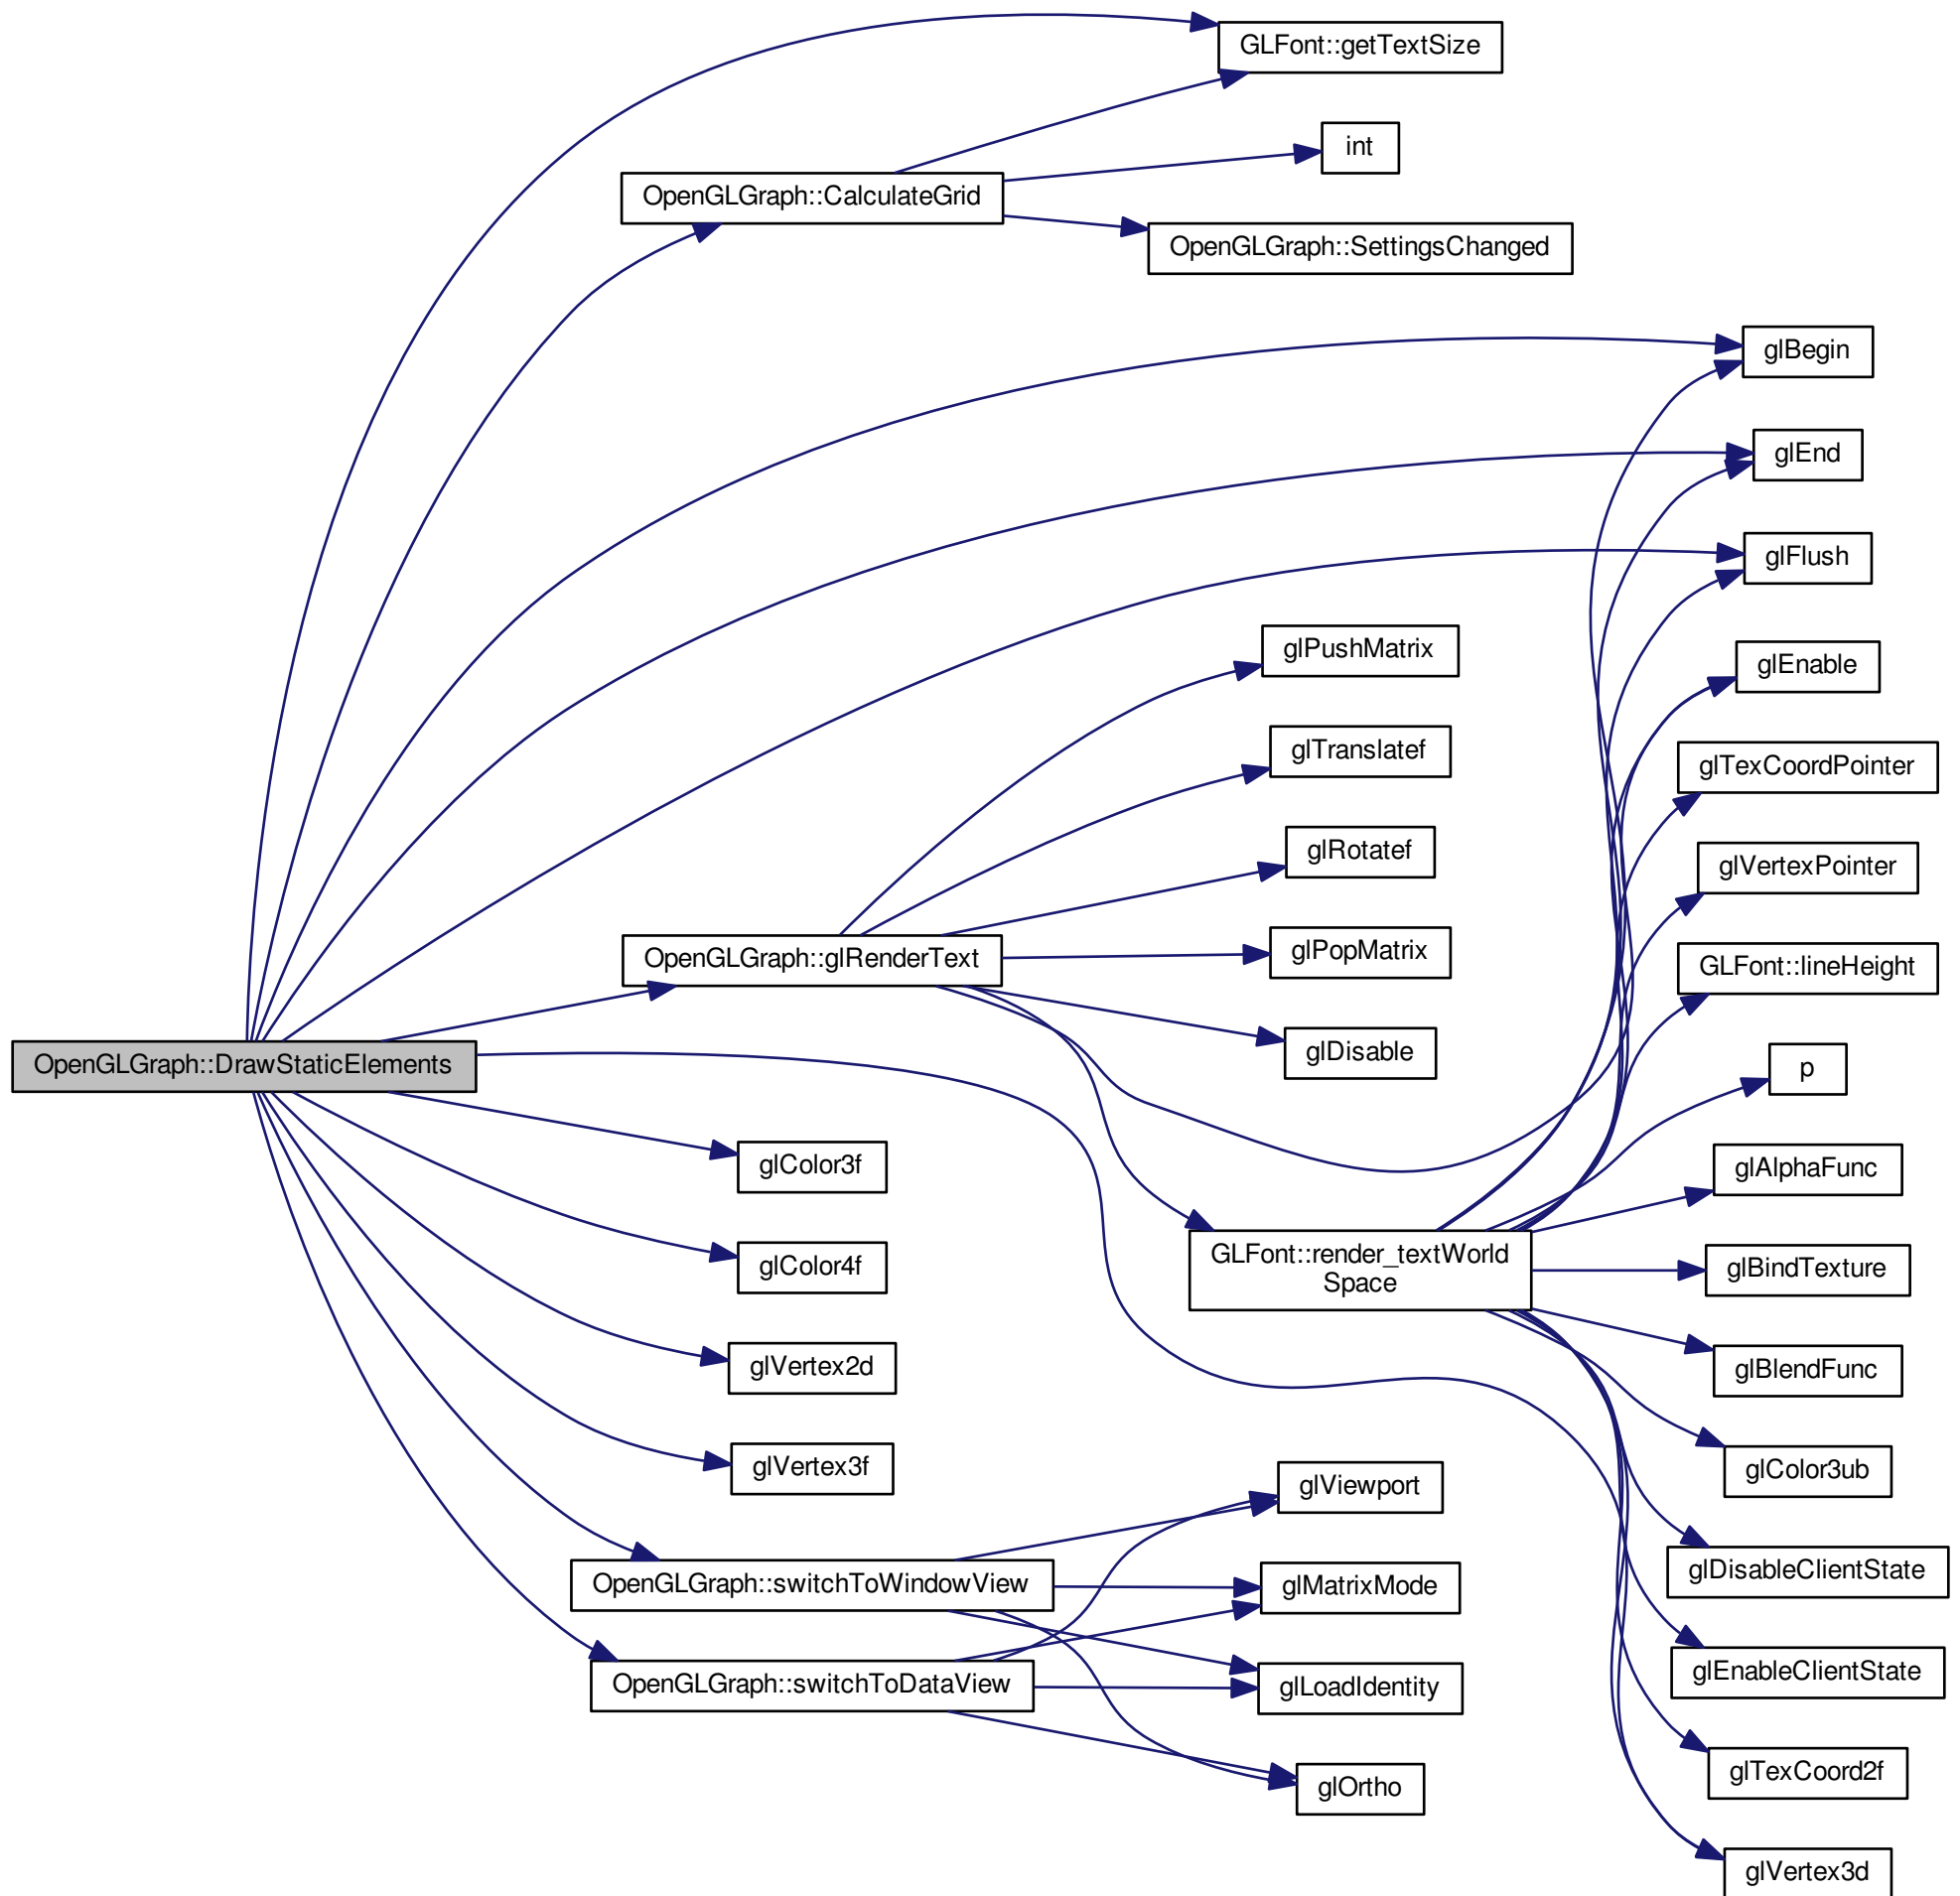 GLFont::getTextSize
int
OpenGLGraph::CalculateGrid
OpenGLGraph::SettingsChanged
glBegin
glEnd
glFlush
glPushMatrix
glEnable
glTranslatef
glTexCoordPointer
glRotatef
glVertexPointer
OpenGLGraph::glRenderText
glPopMatrix
GLFont::lineHeight
glDisable
OpenGLGraph::DrawStaticElements
p
glColor3f
glAlphaFunc
glColor4f
GLFont::render_textWorld
Space
glBindTexture
glVertex2d
glBlendFunc
glVertex3f
glColor3ub
glViewport
OpenGLGraph::switchToWindowView
glMatrixMode
glDisableClientState
OpenGLGraph::switchToDataView
glLoadIdentity
glEnableClientState
glOrtho
glTexCoord2f
glVertex3d